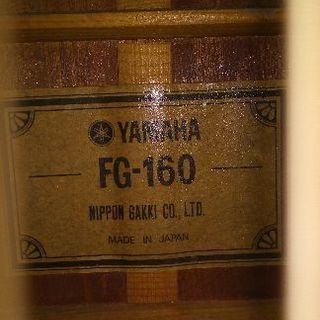 YAMAHA
FG-160
NIPPON GAKKI CO., LTD.
MADE IN JAPAN